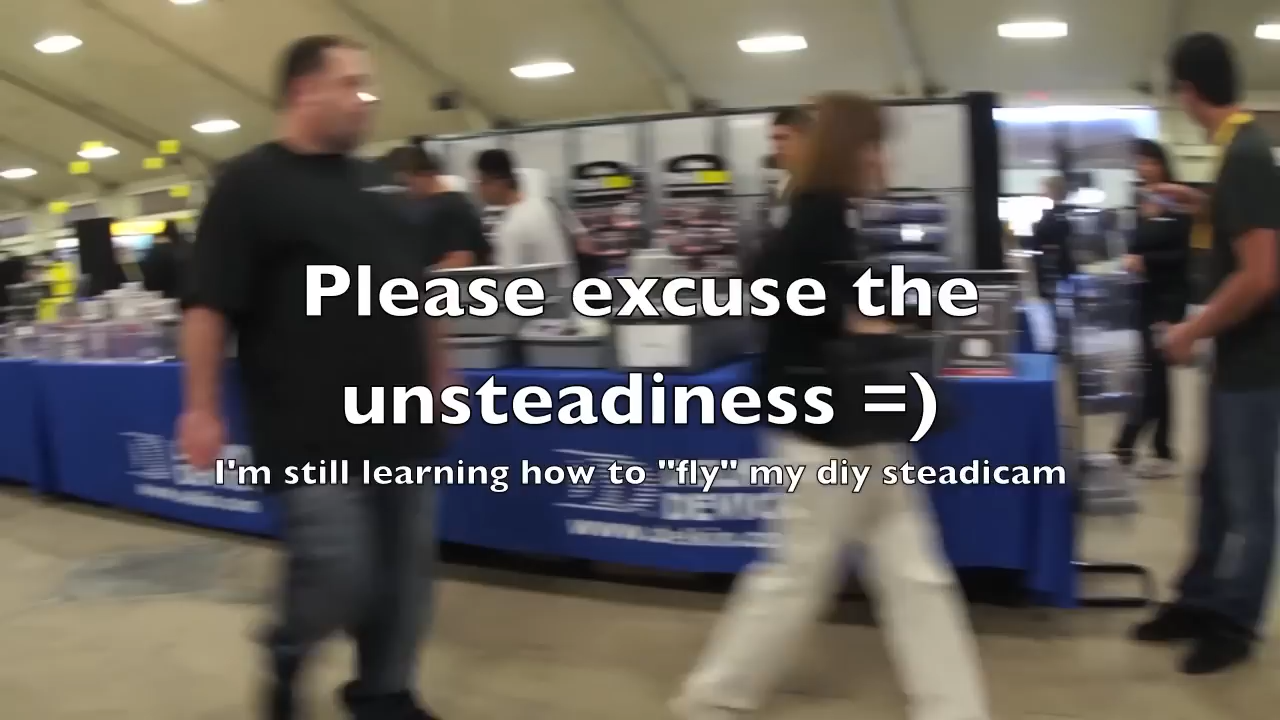 Please excuse the
unsteadiness =)
I'm still learning how to "fly" my diy steadicam